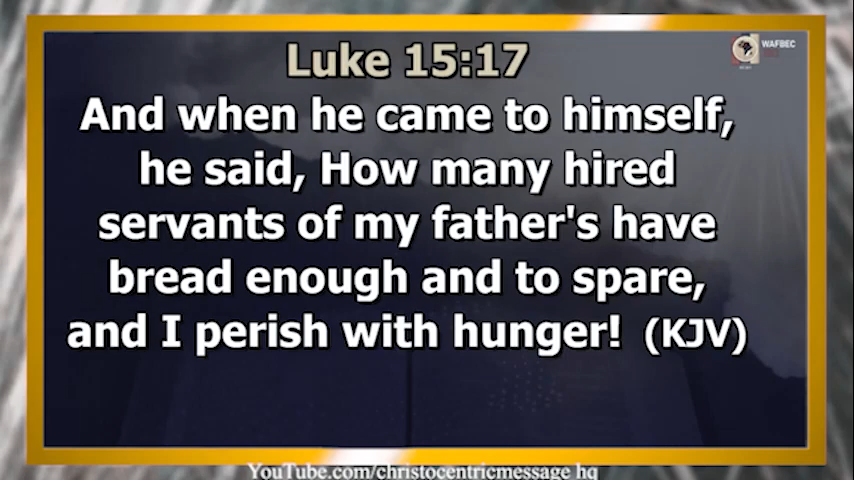 Luke 15:17
WAFBEC
And when he came to himself,
he said, How many hired
servants of my father's have
bread enough and to spare,
and I perish with hunger! (KJV)
YouTube.com/christocentricmessage hq